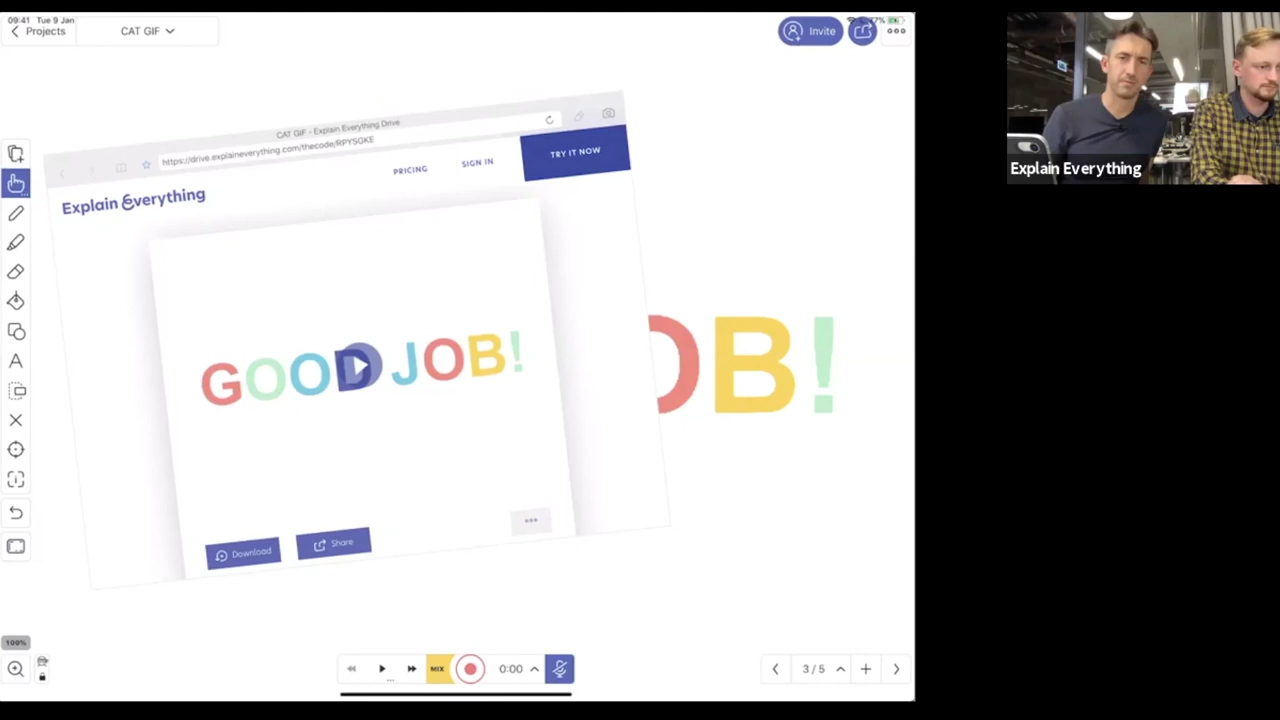 09:41 Tue 9 Jan
77%
Projects
CAT GIF
Invite
CAT GIF - Explain Everything Drive
https://drive.explaineverything.com/thecode/RPYSGKE
PRICING
SIGN IN
TRY IT NOW
Explain Everything
GOOD JOB!
OB!
Download
Share
100%
MIX
0:00
3 / 5
Explain Everything